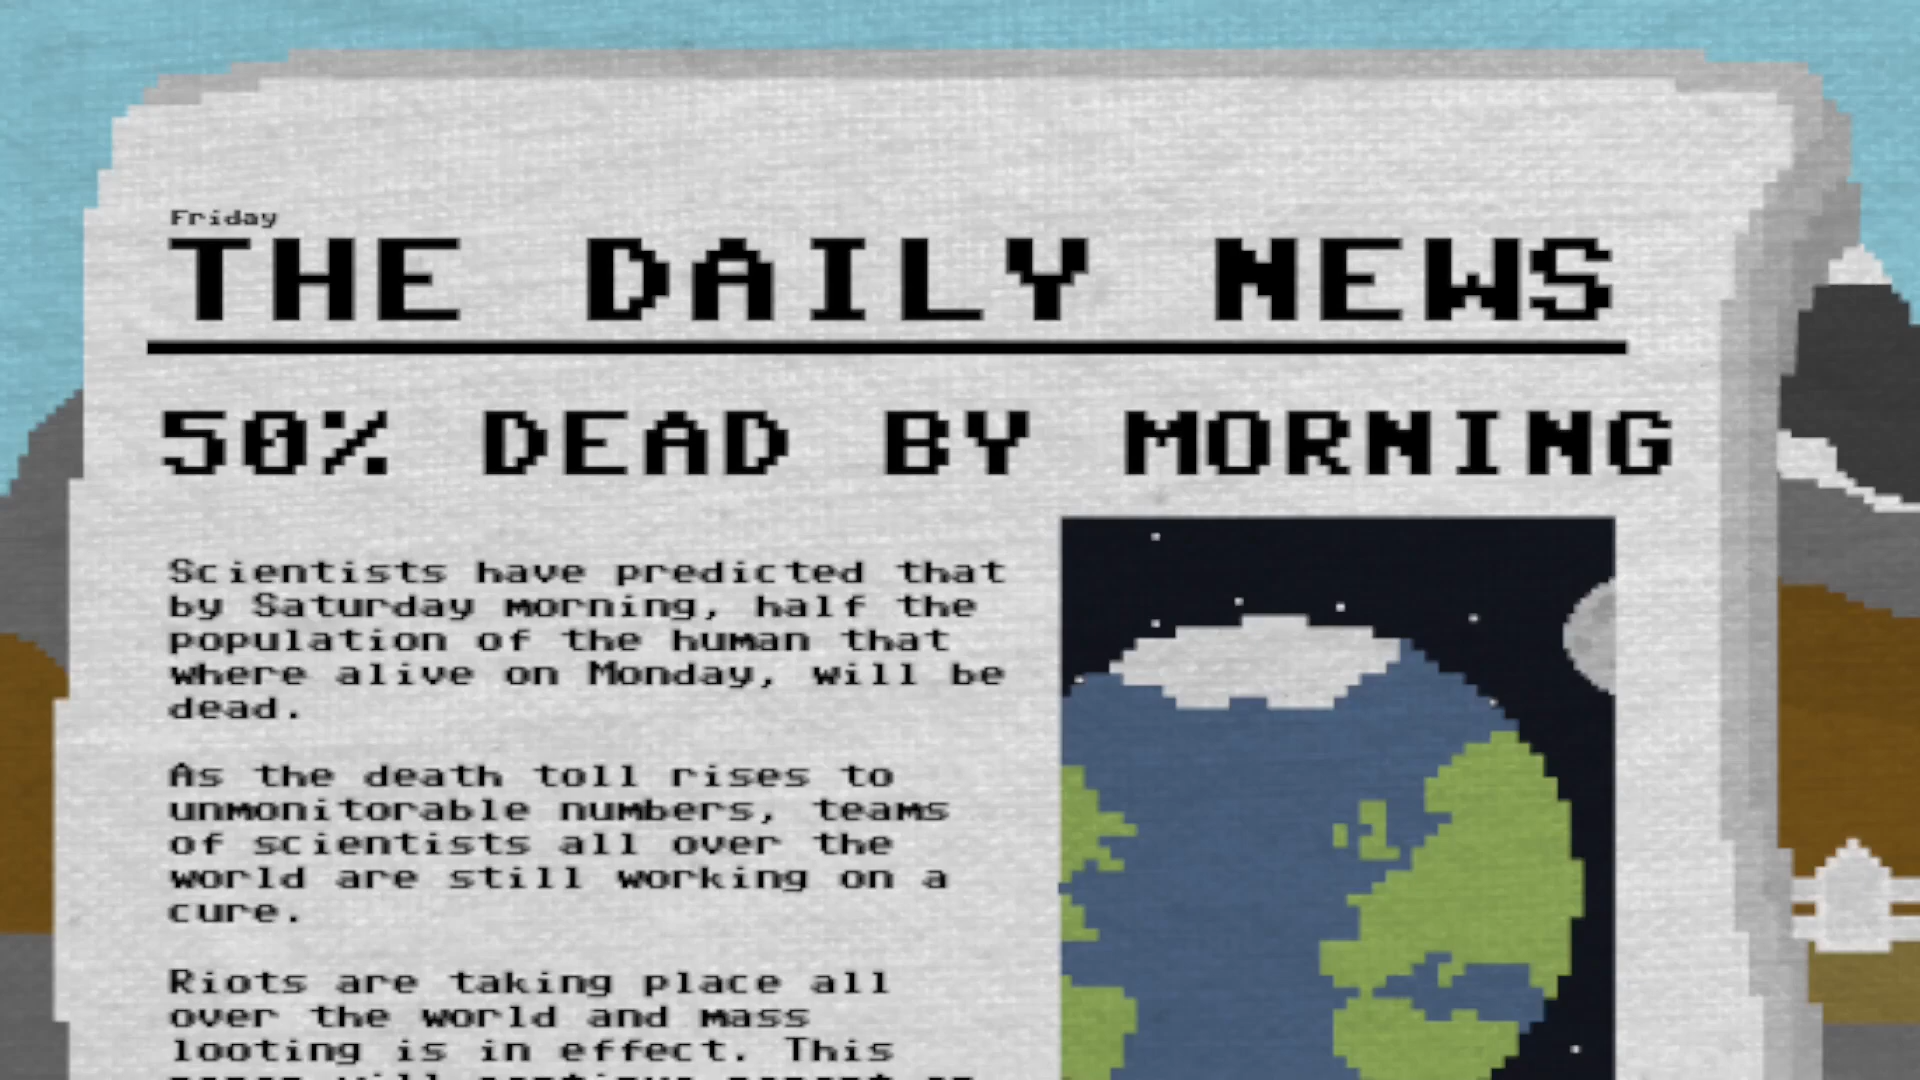 Friday
THE DAILY NEWS
50% DEAD BY MORNING
Scientists have predicted that
by Saturday morning, half the
population of the human that
where alive on Monday, will be
dead.
As the death toll rises to
unmonitorable numbers, teams
of scientists all over the
world are still working on a
cure.
Riots are taking place all
over the world and mass
looting is in effect. This